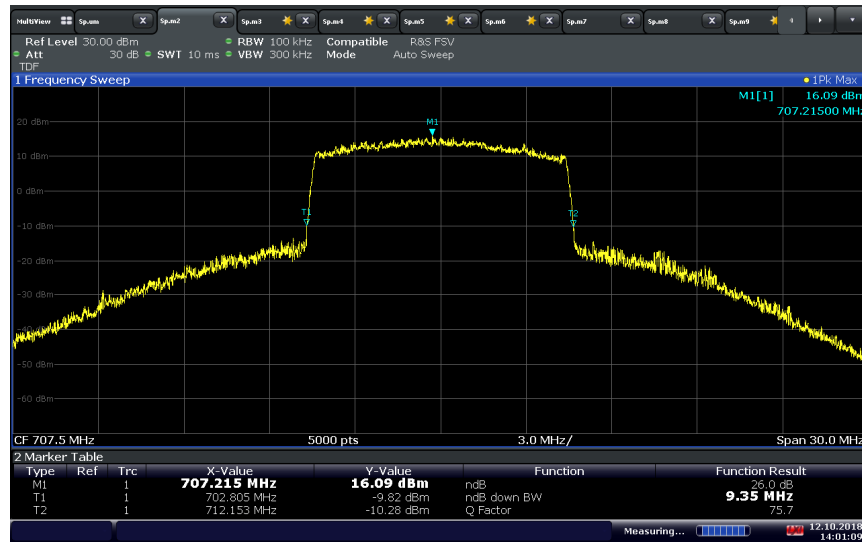 MultiView Sp.um X Sp.m2 X Sp.m3 X Sp.m4 X Sp.m5 X Sp.m6 X Sp.m7 X Sp.m8 X Sp.m9
Ref Level 30.00 dBm RBW 100 kHz Compatible R&S FSV
Att 30 dB SWT 10 ms VBW 300 kHz Mode Auto Sweep
TDF
1 Frequency Sweep 1Pk Max
M1[1] 16.09 dBm
707.21500 MHz
20 dBm
M1
10 dBm
0 dBm
T1
T2
-10 dBm
-20 dBm
-30 dBm
-40 dBm
-50 dBm
-60 dBm
CF 707.5 MHz 5000 pts 3.0 MHz/ Span 30.0 MHz
2 Marker Table
Type Ref Trc X-Value Y-Value Function Function Result
M1 1 707.215 MHz 16.09 dBm ndB 26.0 dB
T1 1 702.805 MHz -9.82 dBm ndB down BW 9.35 MHz
T2 1 712.153 MHz -10.28 dBm Q Factor 75.7
Measuring... 12.10.2018
14:01:09